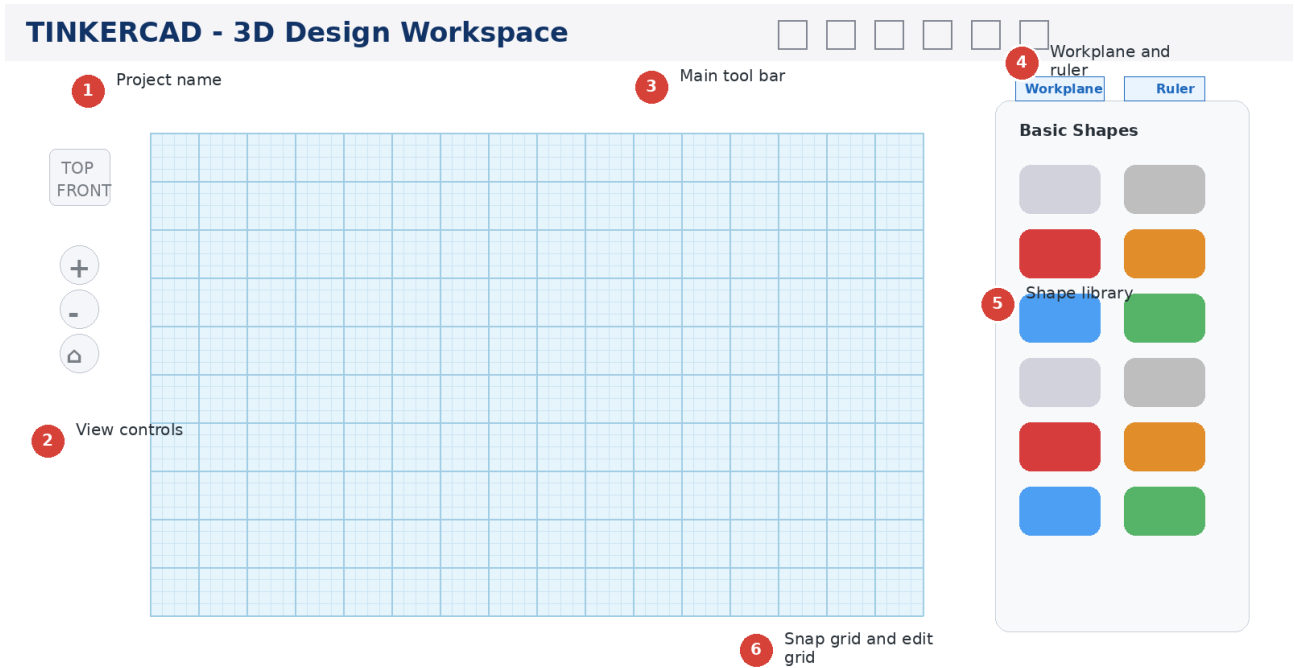 TINKERCAD - 3D Design Workspace
4
Workplane and
ruler
1
Project name
3
Main tool bar
Workplane
Ruler
Basic Shapes
TOP
FRONT
+
-
⌂
5
Shape library
2
View controls
6
Snap grid and edit
grid